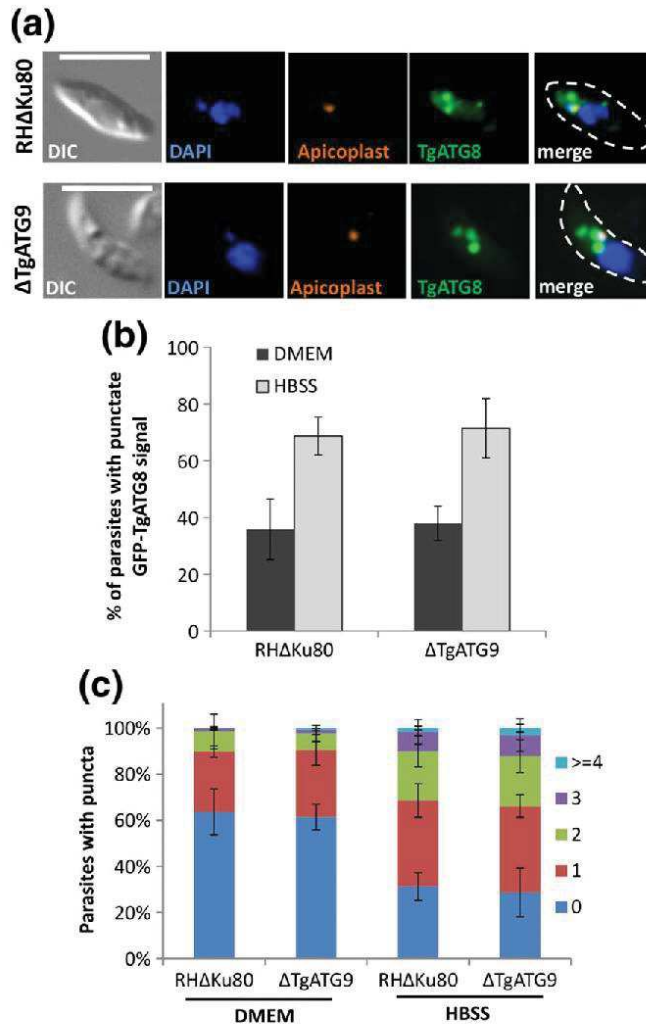 (a)
RHΔKu80
DIC
DAPI
Apicoplast
TgATG8
merge
ΔTgATG9
DIC
DAPI
Apicoplast
TgATG8
merge
(b)
% of parasites with punctate
GFP-TgATG8 signal
100
80
60
40
20
0
DMEM
HBSS
RHΔKu80
ΔTgATG9
(c)
Parasites with puncta
100%
80%
60%
40%
20%
0%
>=4
3
2
1
0
RHΔKu80
ΔTgATG9
RHΔKu80
ΔTgATG9
DMEM
HBSS